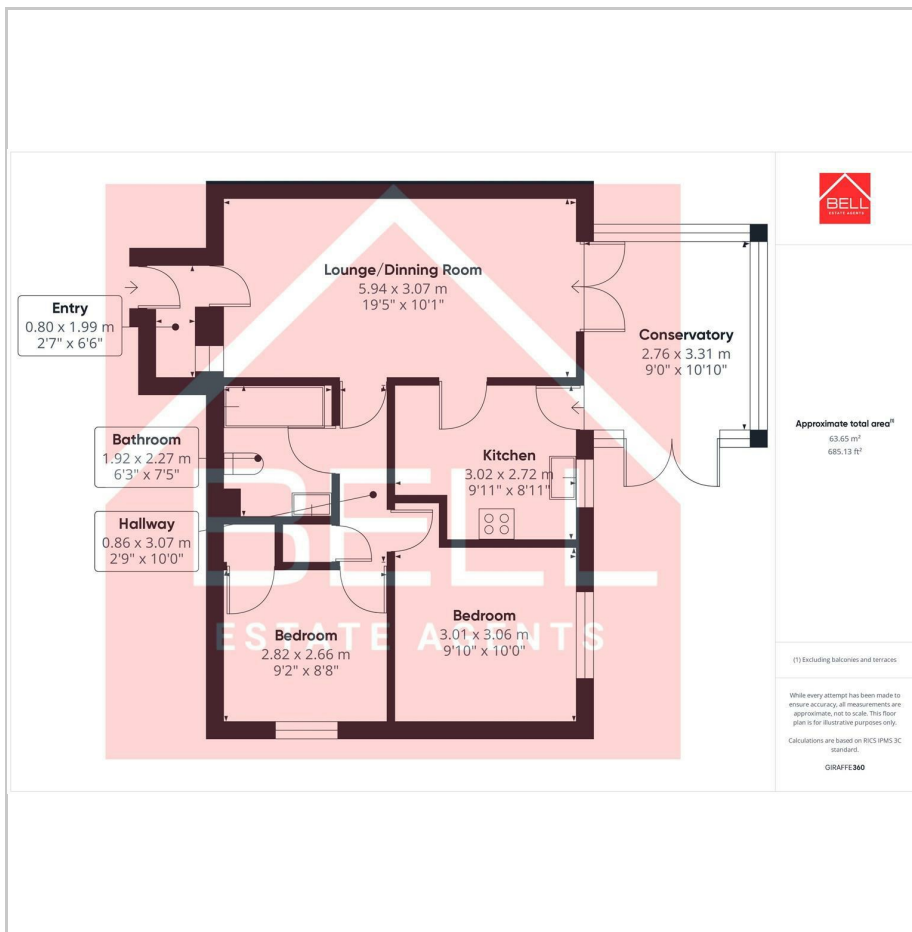 BELL
ESTATE AGENTS
Lounge/Dinning Room
5.94 x 3.07 m
19'5" x 10'1"
Entry
0.80 x 1.99 m
2'7" x 6'6"
Conservatory
2.76 x 3.31 m
9'0" x 10'10"
Bathroom
1.92 x 2.27 m
6'3" x 7'5"
Kitchen
3.02 x 2.72 m
9'11" x 8'11"
Hallway
0.86 x 3.07 m
2'9" x 10'0"
Bedroom
2.82 x 2.66 m
9'2" x 8'8"
Bedroom
3.01 x 3.06 m
9'10" x 10'0"
BELL
ESTATE AGENTS
Approximate total area(1)
63.65 m²
685.13 ft²
(1) Excluding balconies and terraces
While every attempt has been made to
ensure accuracy, all measurements are
approximate, not to scale. This floor
plan is for illustrative purposes only.
Calculations are based on RICS IPMS 3C
standard.
GIRAFFE360